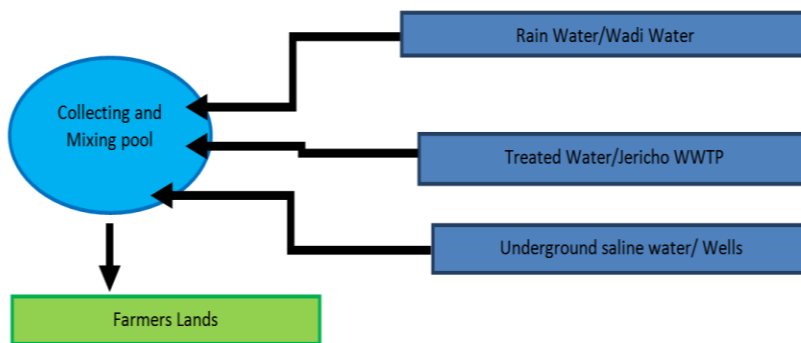 Rain Water/Wadi Water
Collecting and
Mixing pool
Treated Water/Jericho WWTP
Underground saline water/ Wells
Farmers Lands